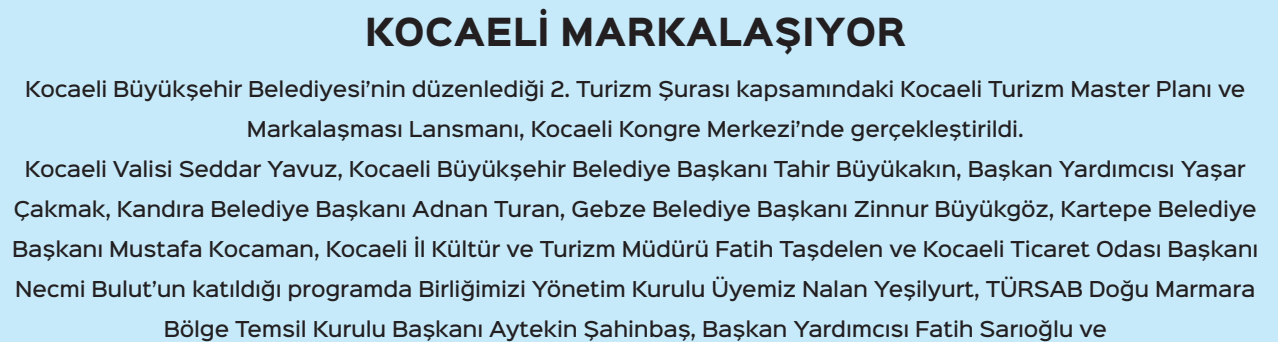 KOCAELİ MARKALAŞIYOR
Kocaeli Büyükşehir Belediyesi’nin düzenlediği 2. Turizm Şurası kapsamındaki Kocaeli Turizm Master Planı ve
Markalaşması Lansmanı, Kocaeli Kongre Merkezi’nde gerçekleştirildi.
Kocaeli Valisi Seddar Yavuz, Kocaeli Büyükşehir Belediye Başkanı Tahir Büyükakın, Başkan Yardımcısı Yaşar
Çakmak, Kandıra Belediye Başkanı Adnan Turan, Gebze Belediye Başkanı Zinnur Büyükgöz, Kartepe Belediye
Başkanı Mustafa Kocaman, Kocaeli İl Kültür ve Turizm Müdürü Fatih Taşdelen ve Kocaeli Ticaret Odası Başkanı
Necmi Bulut’un katıldığı programda Birliğimizi Yönetim Kurulu Üyemiz Nalan Yeşilyurt, TÜRSAB Doğu Marmara
Bölge Temsil Kurulu Başkanı Aytekin Şahinbaş, Başkan Yardımcısı Fatih Sarıoğlu ve